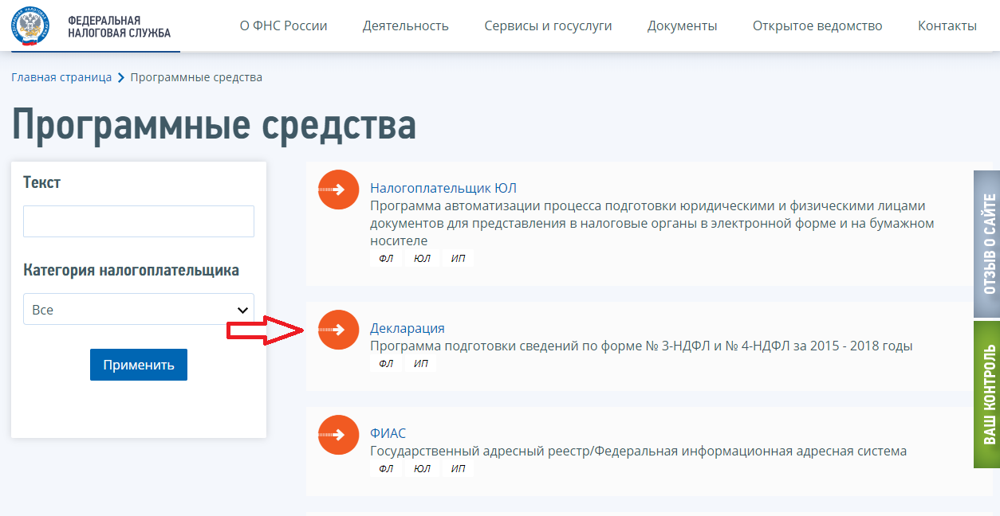 ФЕДЕРАЛЬНАЯ
НАЛОГОВАЯ СЛУЖБА
О ФНС России
Деятельность
Сервисы и госуслуги
Документы
Открытое ведомство
Контакты
Главная страница
Программные средства
Программные средства
Текст
Категория налогоплательщика
Все
Применить
Налогоплательщик ЮЛ
Программа автоматизации процесса подготовки юридическими и физическими лицами
документов для представления в налоговые органы в электронной форме и на бумажном
носителе
ФЛ ЮЛ ИП
Декларация
Программа подготовки сведений по форме № 3-НДФЛ и № 4-НДФЛ за 2015 - 2018 годы
ФЛ ИП
ФИАС
Государственный адресный реестр/Федеральная информационная адресная система
ФЛ ЮЛ ИП
ОТЗЫВ О САЙТЕ
ВАШ КОНТРОЛЬ